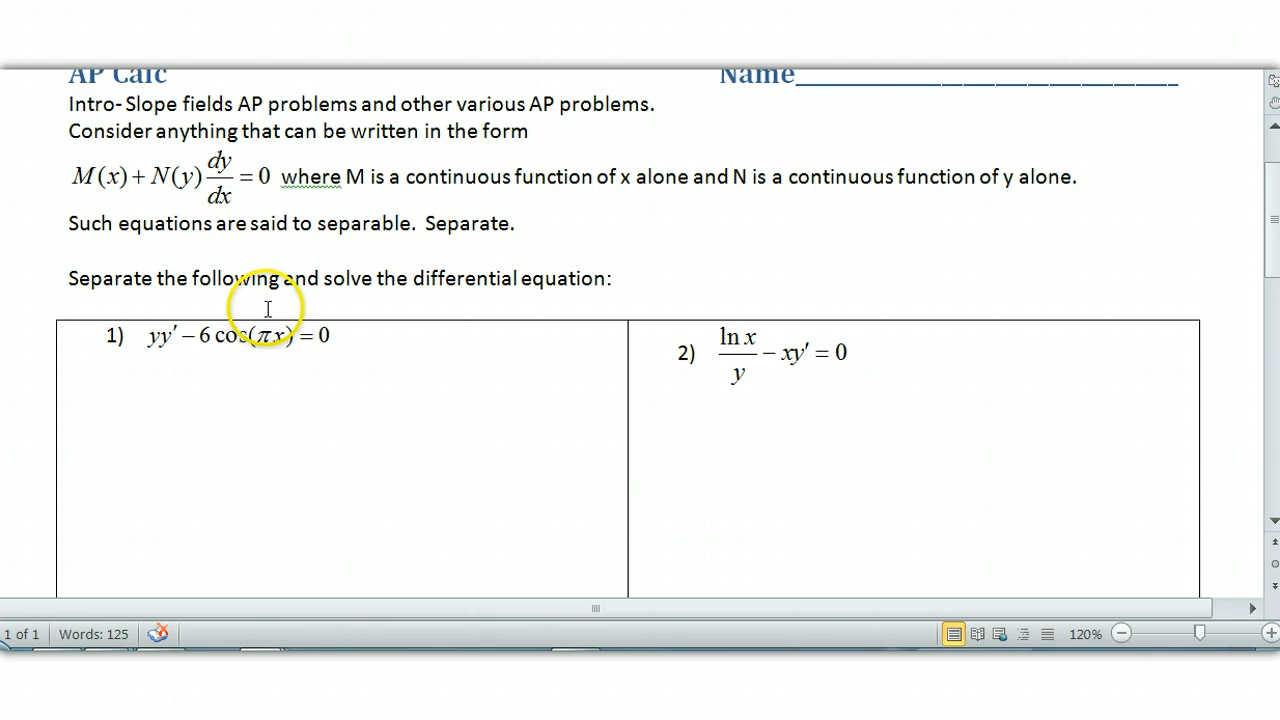 AP Calc Name______________________________
Intro- Slope fields AP problems and other various AP problems.
Consider anything that can be written in the form
M(x) + N(y) dy/dx = 0 where M is a continuous function of x alone and N is a continuous function of y alone.
Such equations are said to separable. Separate.
Separate the following and solve the differential equation:
1) yy′ − 6 cos(πx) = 0
2) ln x / y − xy′ = 0
1 of 1 Words: 125 120%